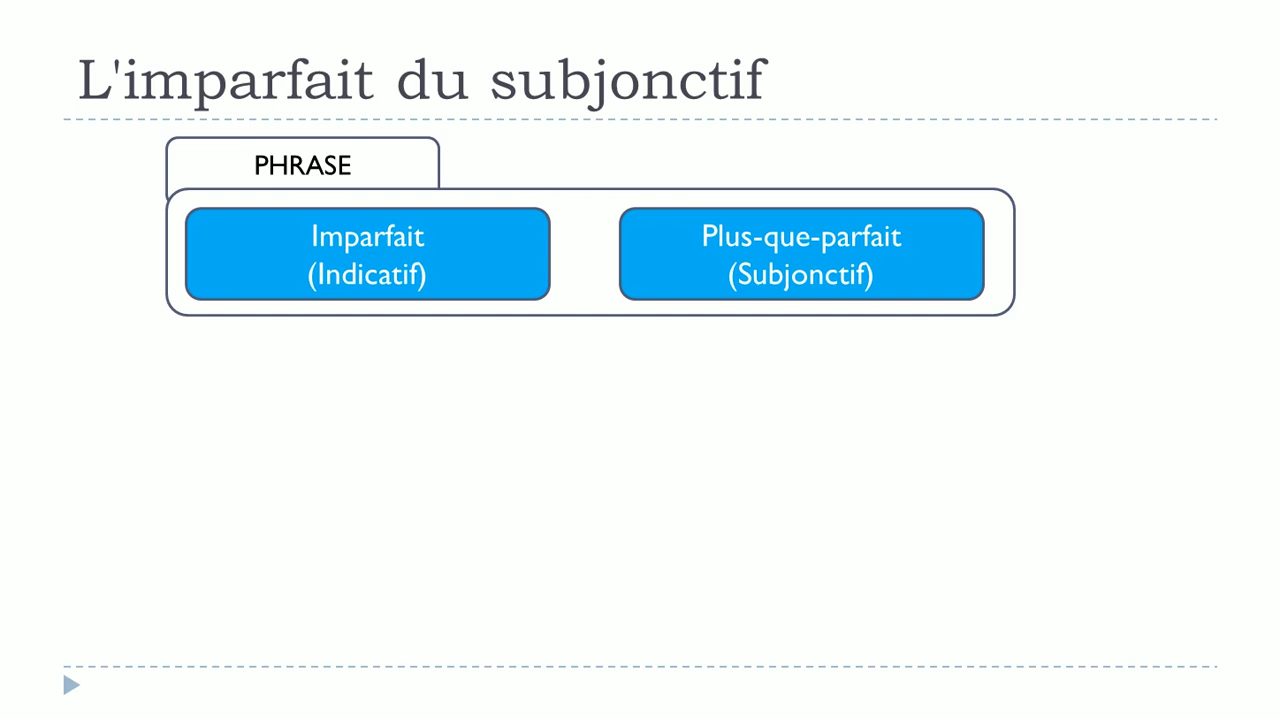 L'imparfait du subjonctif
PHRASE
Imparfait
(Indicatif)
Plus-que-parfait
(Subjonctif)